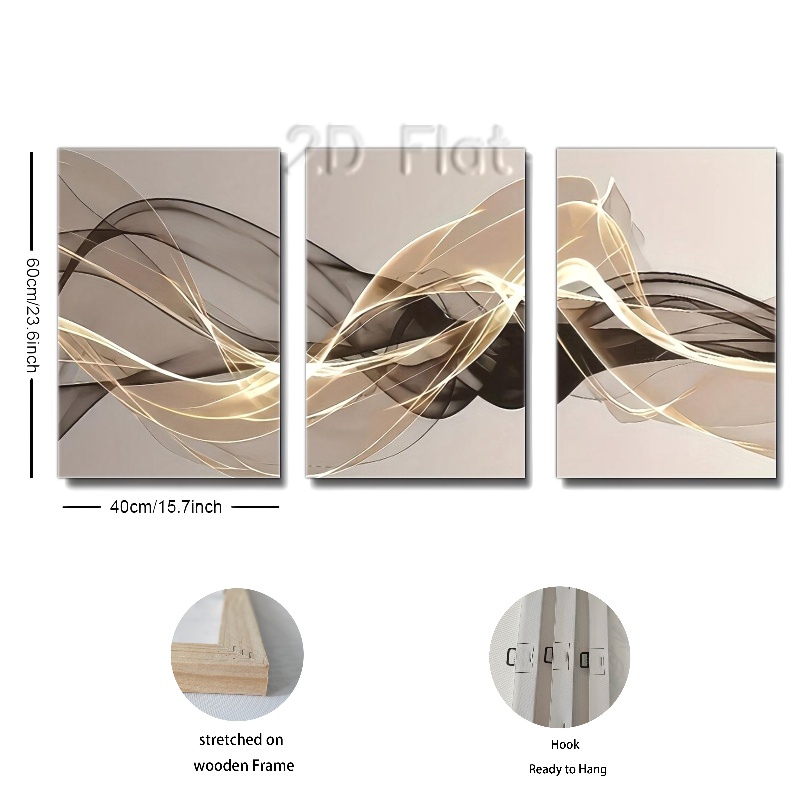 2D Flat
60cm/23.6inch
40cm/15.7inch
stretched on
wooden Frame
Hook
Ready to Hang